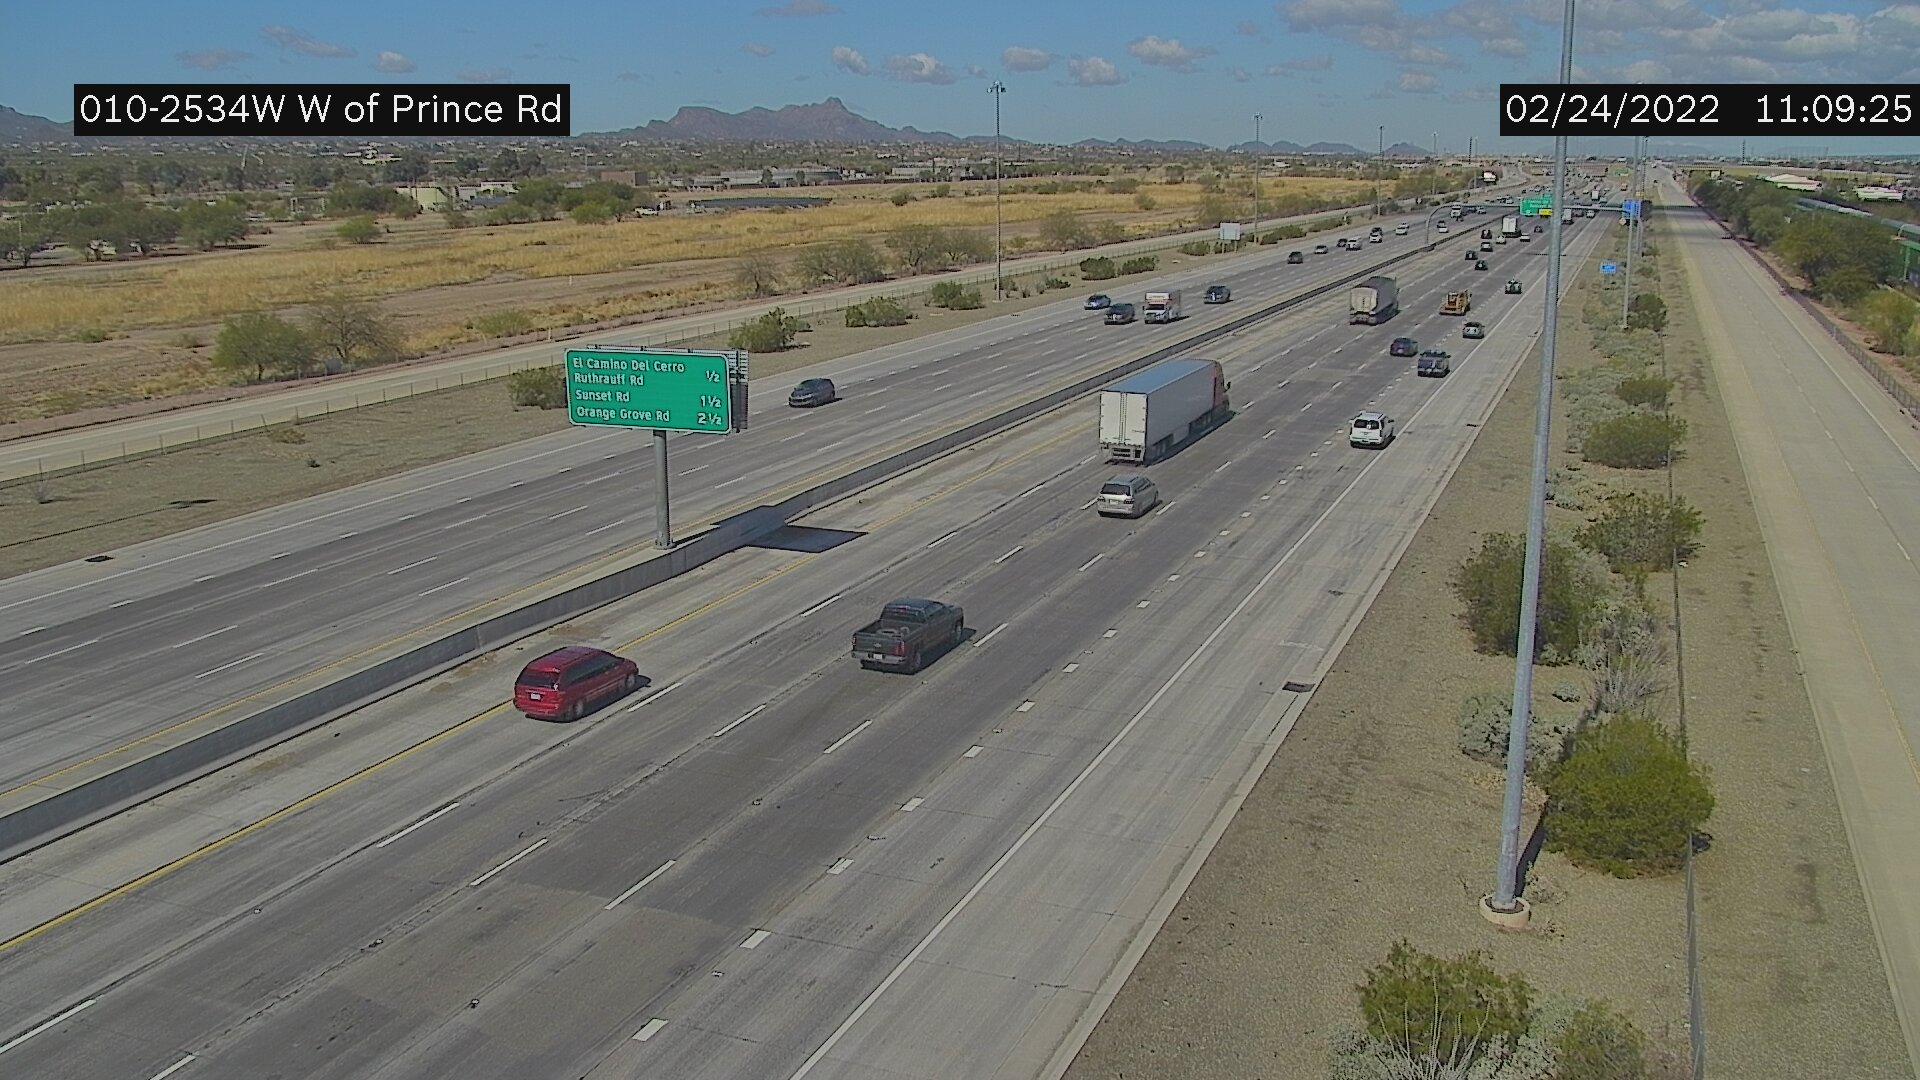 010-2534W W of Prince Rd
02/24/2022 11:09:25
El Camino Del Cerro
Ruthrauff Rd 1/2
Sunset Rd 1 1/2
Orange Grove Rd 2 1/2